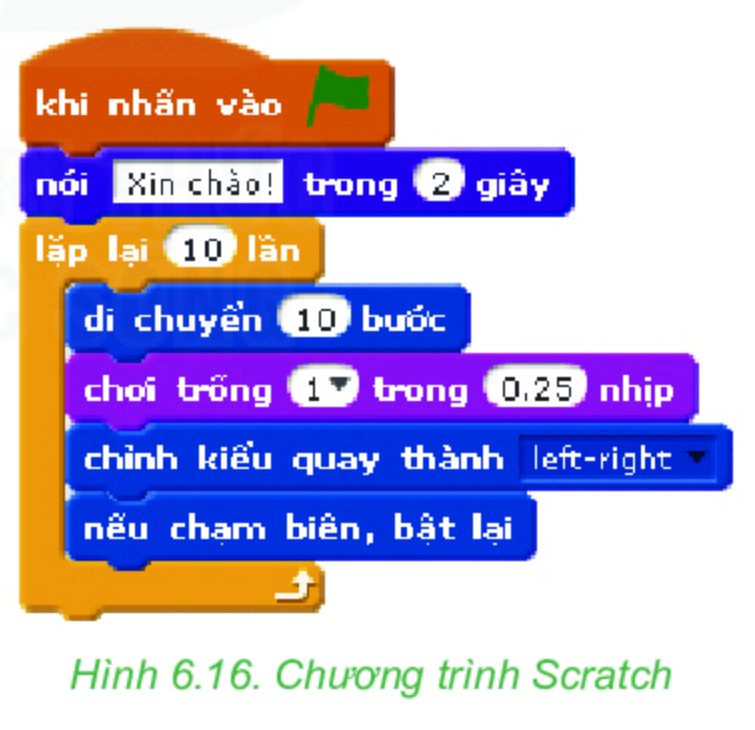 khi nhấn vào
nói Xin chào! trong 2 giây
lặp lại 10 lần
di chuyển 10 bước
chơi trống 1 trong 0.25 nhịp
chỉnh kiểu quay thành left-right
nếu chạm biên, bật lại
Hình 6.16. Chương trình Scratch